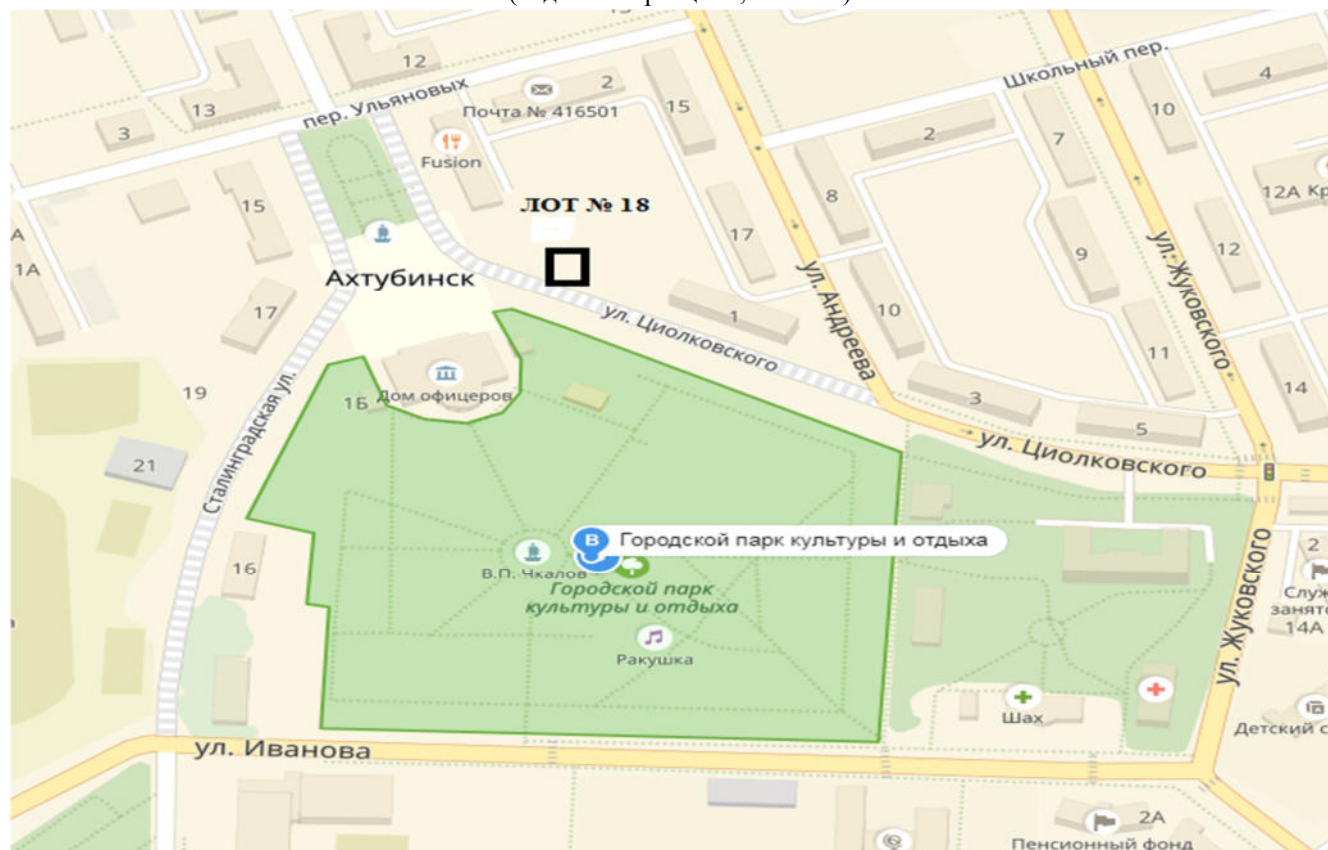 12
2
15
13
пер. Ульяновых
Почта № 416501
3
Fusion
Школьный пер.
4
10
2
7
8
12А Кр
ЛОТ № 18
15
17
А
1А
Ахтубинск
9
12
ул. Жуковского
ул. Андреева
10
17
1
ул. Циолковского
11
14
Дом офицеров
1Б
19
3
5
ул. Циолковского
Сталинградская ул.
21
В
Городской парк культуры и отдыха
В.П. Чкалов
Городской парк
культуры и отдыха
16
2
Служ
занято
14А
ул. Жуковского
Ракушка
Шах
Детский с
ул. Иванова
2А
Пенсионный фонд